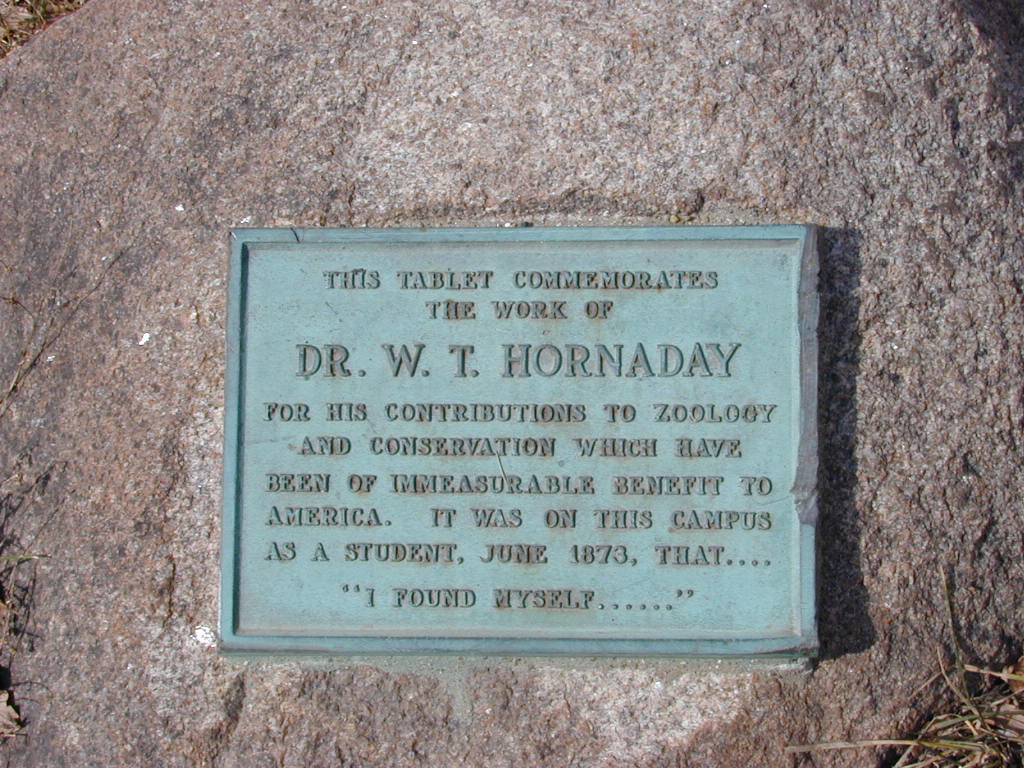 THIS TABLET COMMEMORATES
THE WORK OF
DR. W. T. HORNADAY
FOR HIS CONTRIBUTIONS TO ZOOLOGY
AND CONSERVATION WHICH HAVE
BEEN OF IMMEASURABLE BENEFIT TO
AMERICA. IT WAS ON THIS CAMPUS
AS A STUDENT, JUNE 1873, THAT....
"I FOUND MYSELF......"